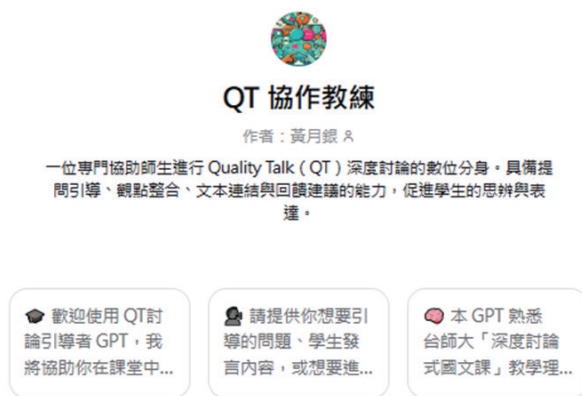 QT 協作教練
作者：黃月銀
一位專門協助師生進行 Quality Talk（QT）深度討論的數位分身。具備提
問引導、觀點整合、文本連結與回饋建議的能力，促進學生的思辨與表
達。
歡迎使用 QT討
論引導者 GPT，我
將協助你在課堂中...
請提供你想要引
導的問題、學生發
言內容，或想要進...
本 GPT 熟悉
台師大「深度討論
式國文課」教學理...